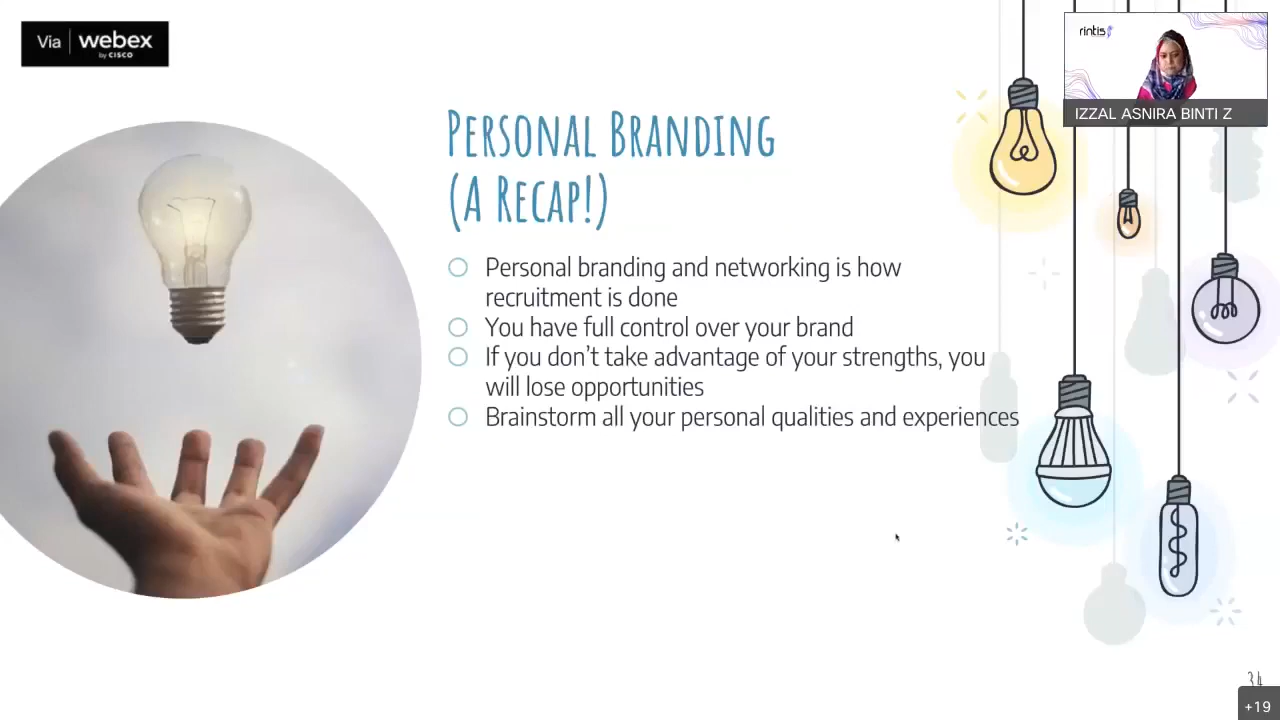 Via webex
by CISCO
rintis
IZZAL ASNIRA BINTI Z
PERSONAL BRANDING
(A RECAP!)
Personal branding and networking is how
recruitment is done
You have full control over your brand
If you don’t take advantage of your strengths, you
will lose opportunities
Brainstorm all your personal qualities and experiences
34
+19